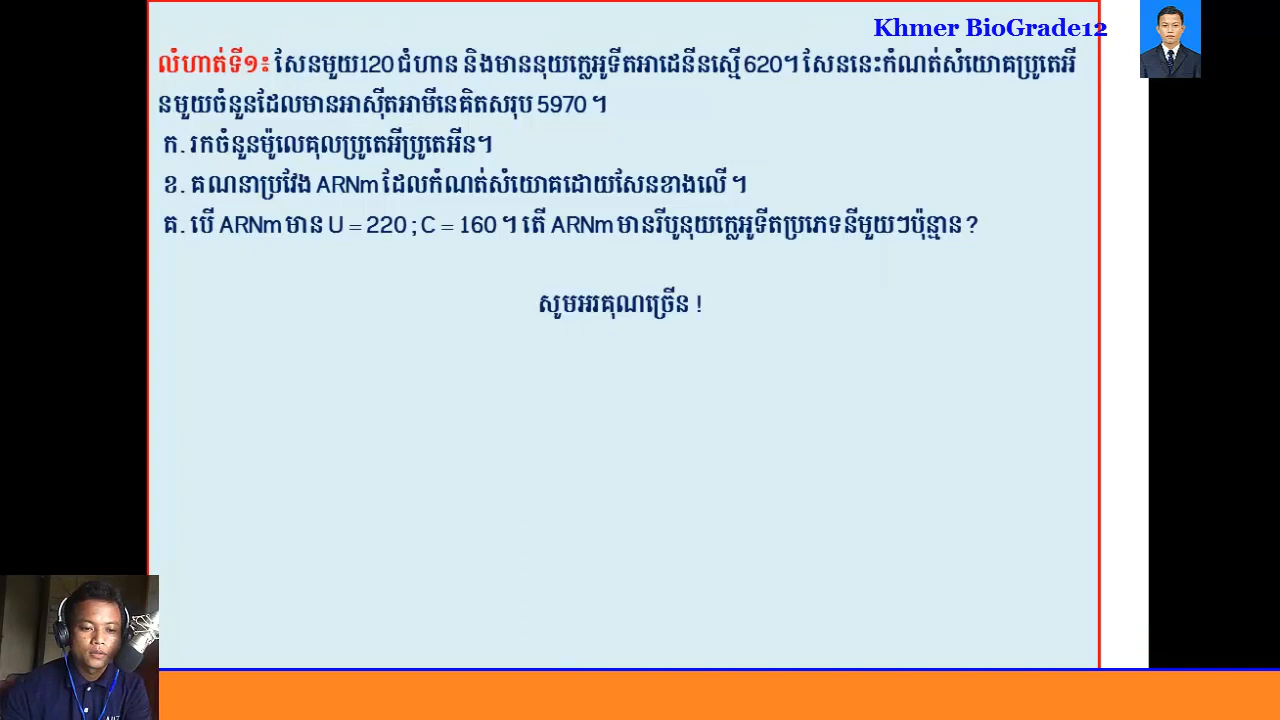 Khmer BioGrade12
លំហាត់ទី១៖ សែនមួយ120ជំហាន និងមាននុយក្លេអូទីតអាដេនីនស្មើ 620។ សែននេះកំណត់សំយោគប្រូតេអី
នមួយចំនួនដែលមានអាស៊ីតអាមីនេគិតសរុប 5970 ។
ក. រកចំនួនម៉ូលេគុលប្រូតេអីប្រូតេអីន។
ខ. គណនាប្រវែង ARNm ដែលកំណត់សំយោគដោយសែនខាងលើ ។
គ. បើ ARNm មាន U = 220 ; C = 160 ។ តើ ARNm មានរីបូនុយក្លេអូទីតប្រភេទនីមួយៗប៉ុន្មាន ?
សូមអរគុណច្រើន !